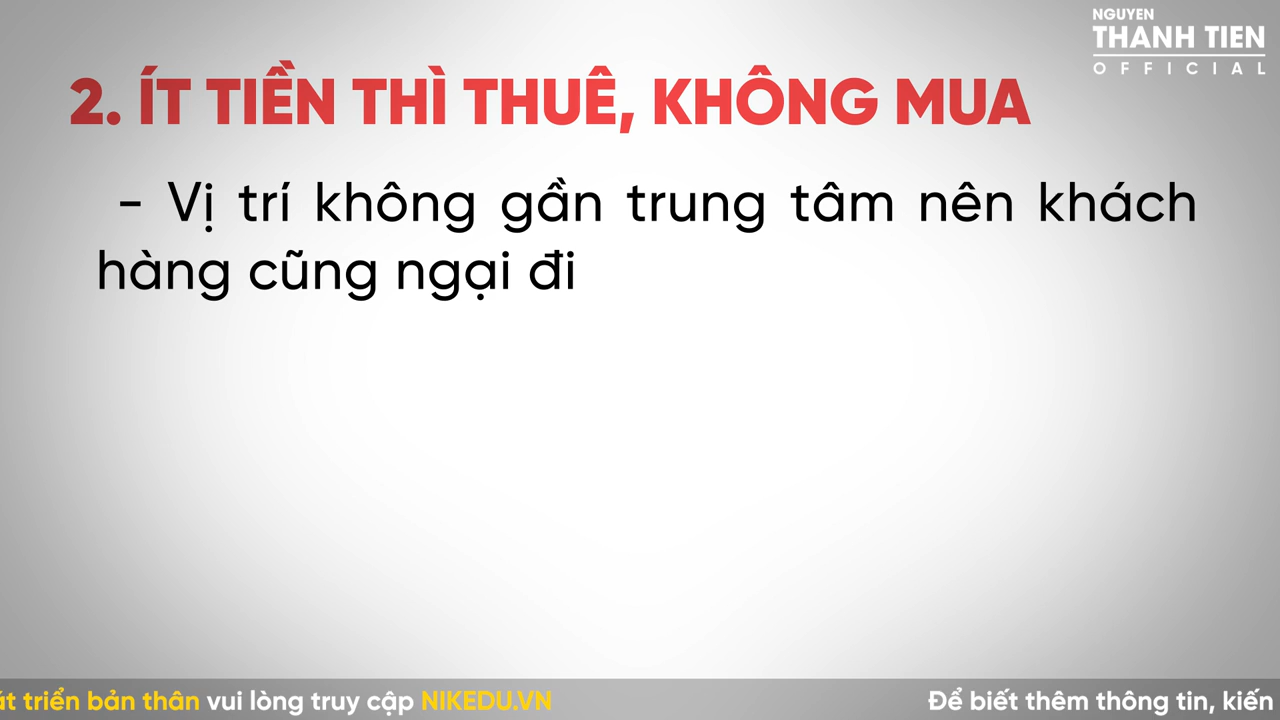 NGUYEN
THANH TIEN
OFFICIAL
2. ÍT TIỀN THÌ THUÊ, KHÔNG MUA
- Vị trí không gần trung tâm nên khách
hàng cũng ngại đi
triển bản thân vui lòng truy cập NIKEDU.VN
Để biết thêm thông tin, kiến